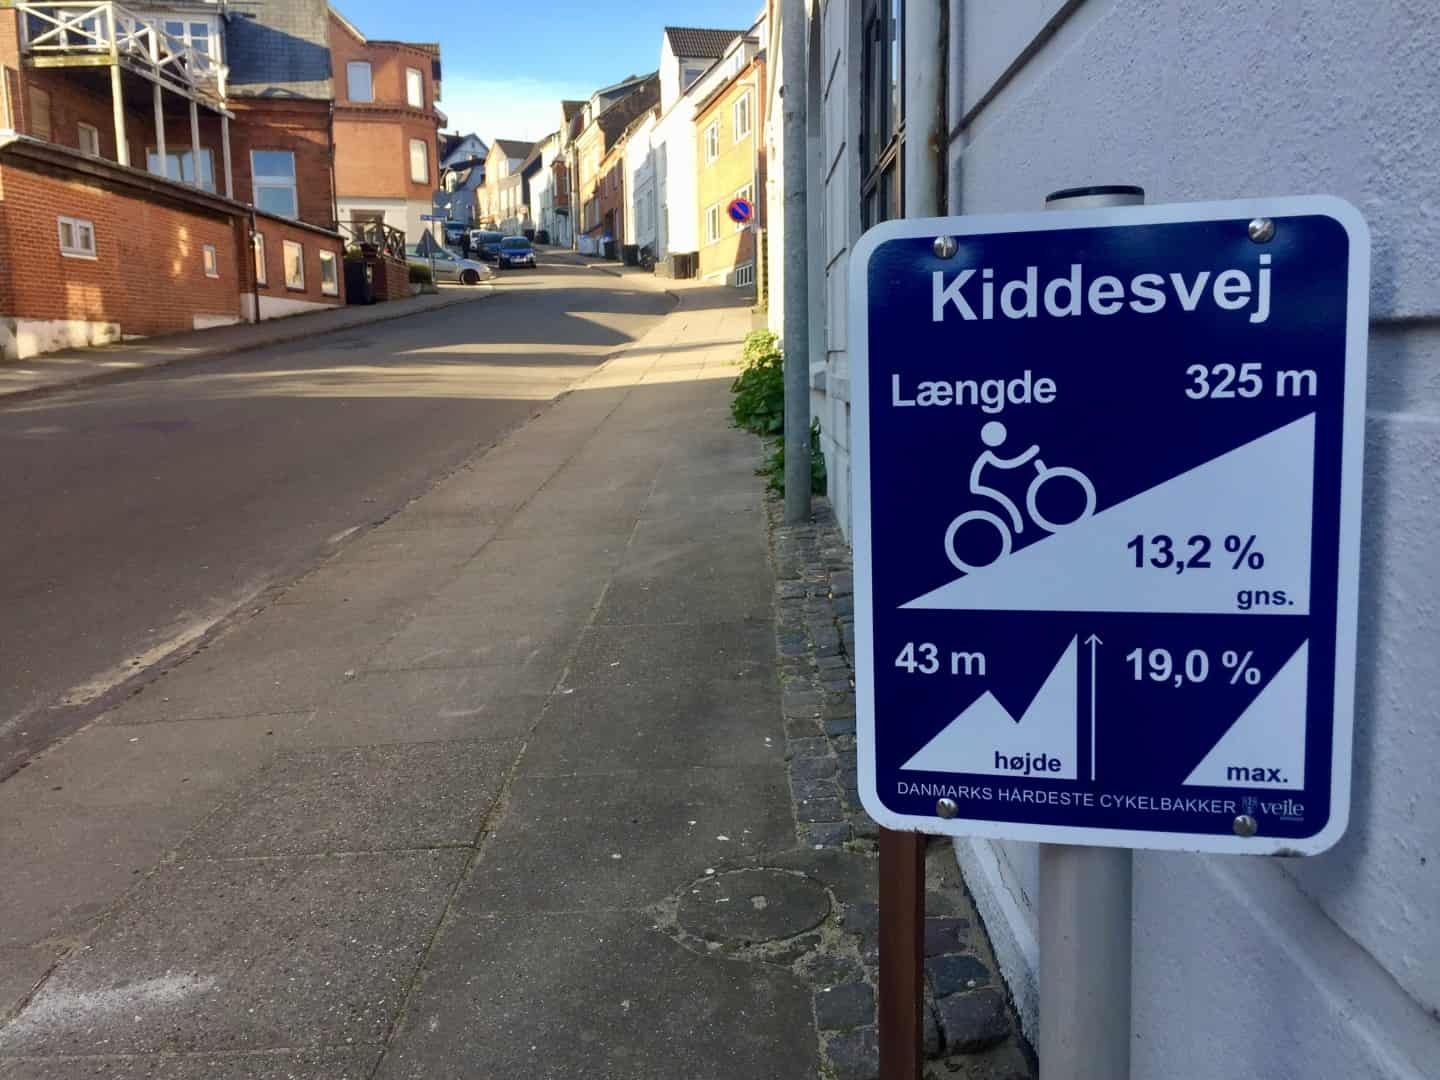 Kiddesvej
Længde 325 m
13,2 %
gns.
43 m 19,0 %
højde max.
DANMARKS HÅRDESTE CYKELBAKKER vejle